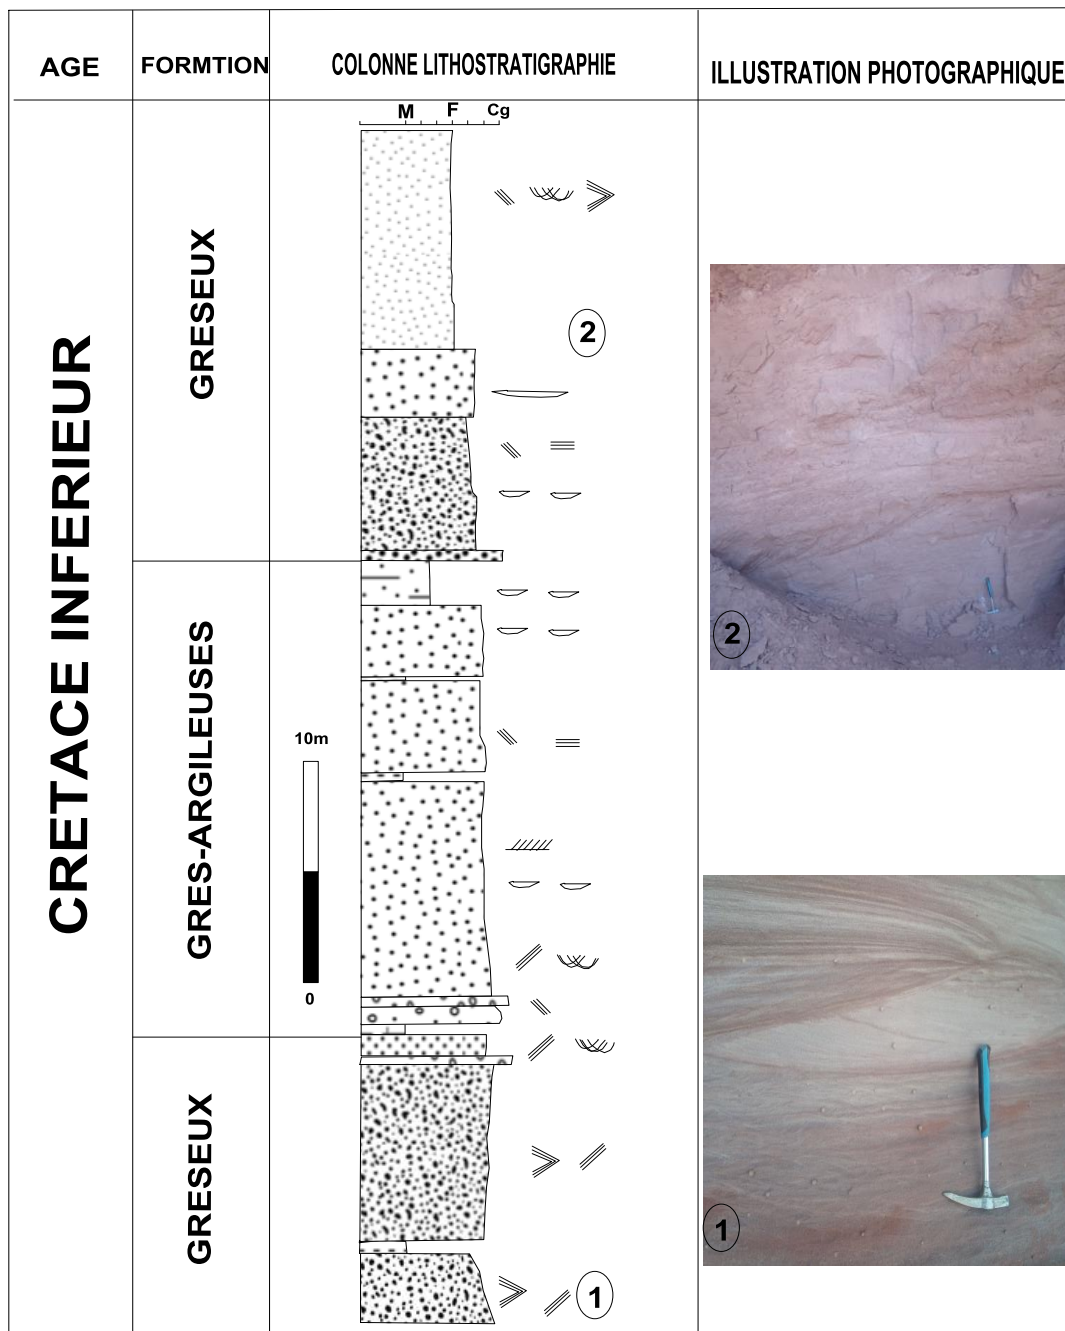 AGE
FORMTION
COLONNE LITHOSTRATIGRAPHIE
ILLUSTRATION PHOTOGRAPHIQUE
M F Cg
CRETACE INFERIEUR
GRESEUX
2
2
GRES-ARGILEUSES
10m
0
GRESEUX
1
1